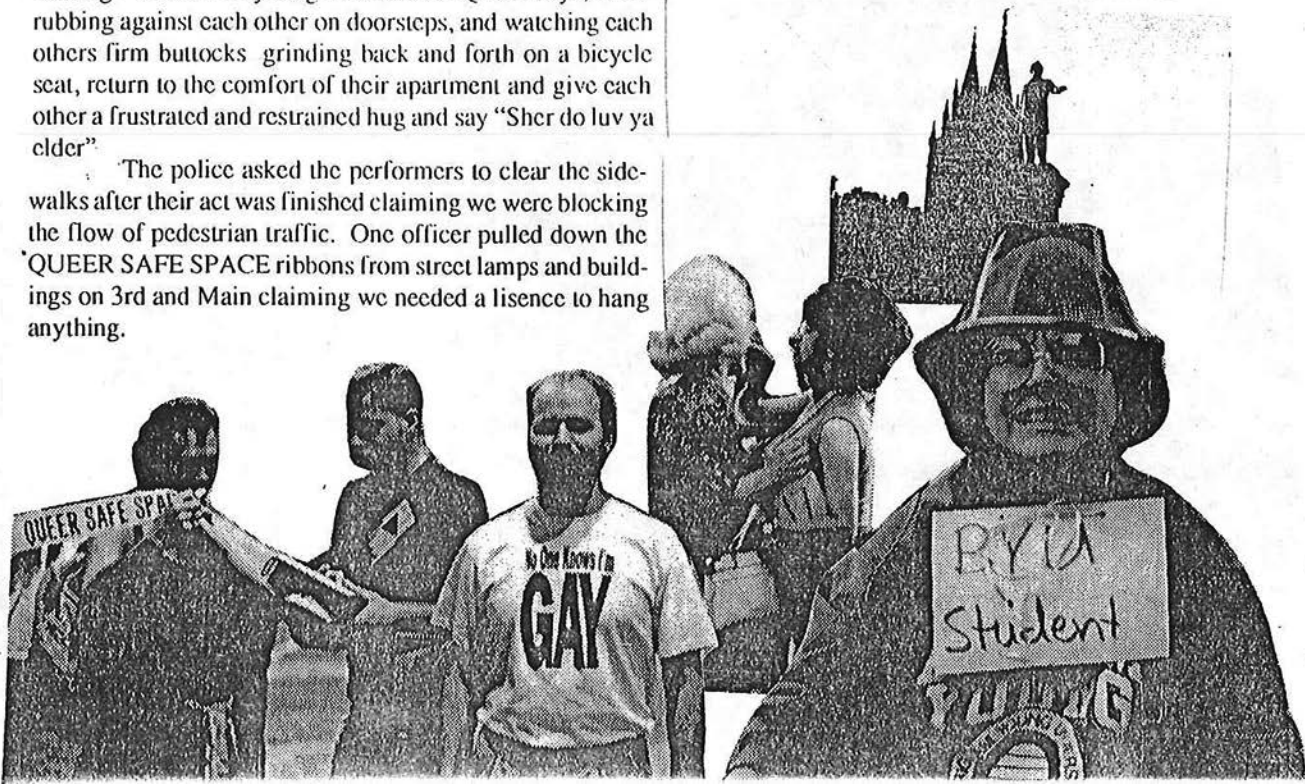 rubbing against each other on doorsteps, and watching each
others firm buttocks grinding back and forth on a bicycle
seat, return to the comfort of their apartment and give each
other a frustrated and restrained hug and say “Sher do luv ya
elder”
The police asked the performers to clear the side-
walks after their act was finished claiming we were blocking
the flow of pedestrian traffic. One officer pulled down the
QUEER SAFE SPACE ribbons from street lamps and build-
ings on 3rd and Main claiming we needed a lisence to hang
anything.
QUEER SAFE SPA
No One Knows I'm
GAY
Student
YOUNG